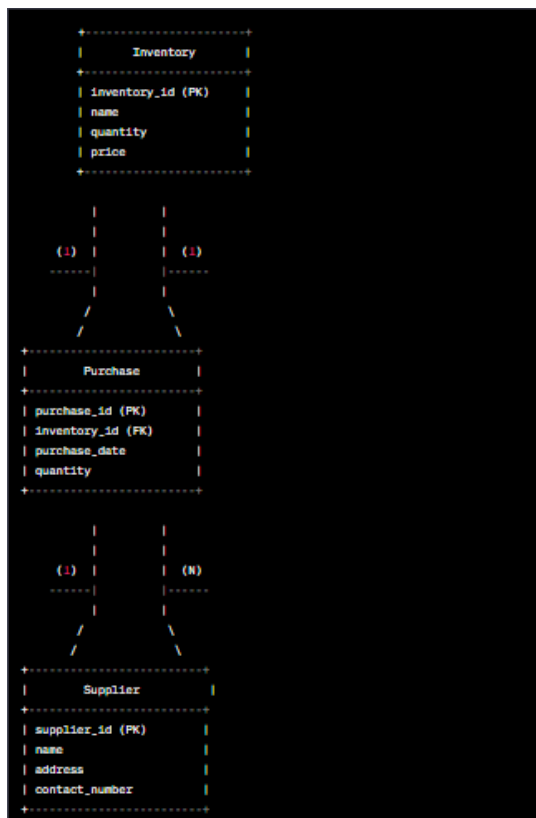 Inventory
inventory_id (PK)
name
quantity
price
(1) (1)
Purchase
purchase_id (PK)
inventory_id (FK)
purchase_date
quantity
(1) (N)
Supplier
supplier_id (PK)
name
address
contact_number